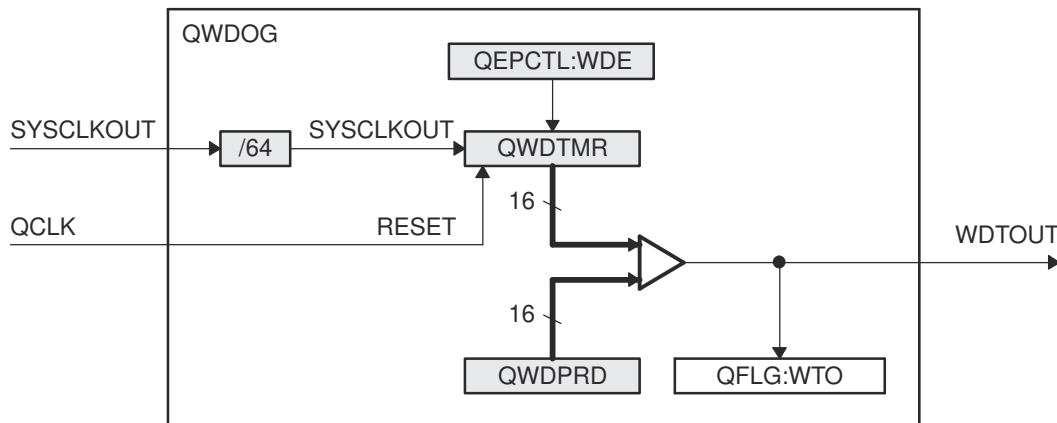 QWDOG
QEPCTL:WDE
SYSCLKOUT
/64
SYSCLKOUT
QWDTMR
16
QCLK
RESET
WDTOUT
16
QWDPRD
QFLG:WTO